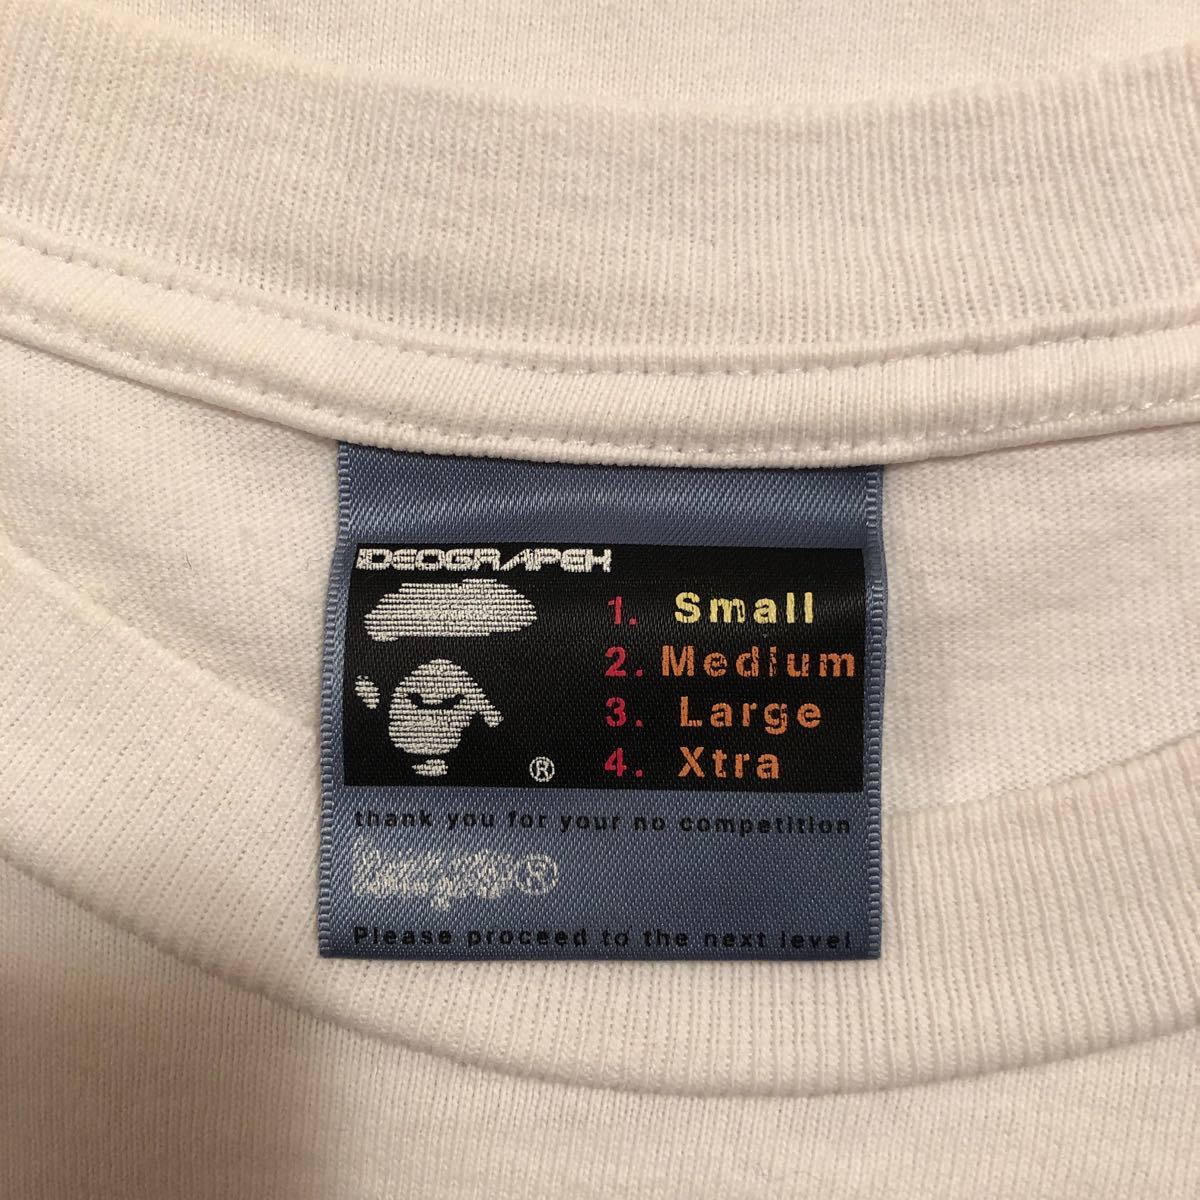 IDEOGRAPEX
1. Small
2. Medium
3. Large
®
4. Xtra
thank you for your no competition
®
Please proceed to the next level